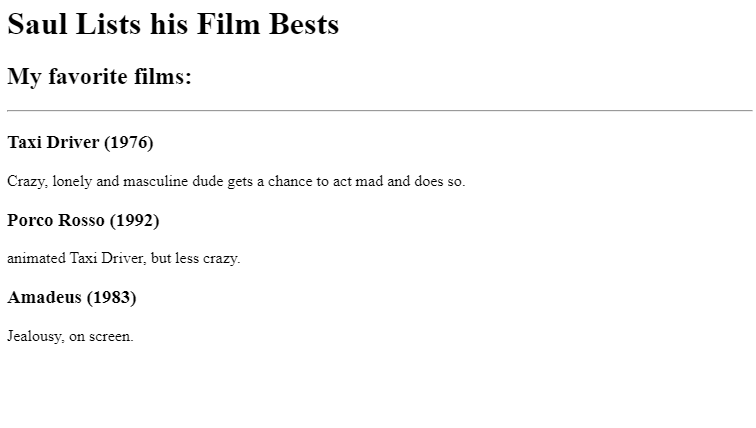 Saul Lists his Film Bests
My favorite films:
Taxi Driver (1976)
Crazy, lonely and masculine dude gets a chance to act mad and does so.
Porco Rosso (1992)
animated Taxi Driver, but less crazy.
Amadeus (1983)
Jealousy, on screen.